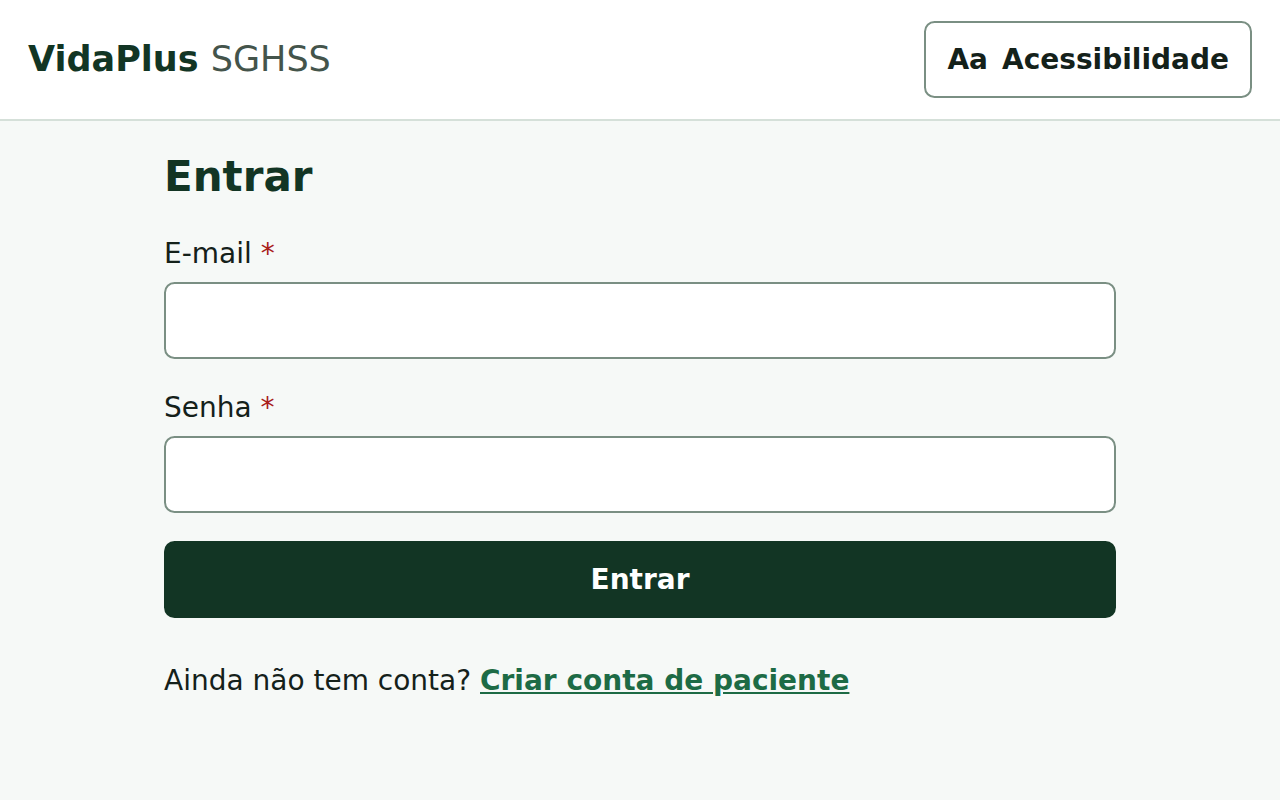 VidaPlus SGHSS
Aa Acessibilidade
Entrar
E-mail *
Senha *
Entrar
Ainda não tem conta? Criar conta de paciente